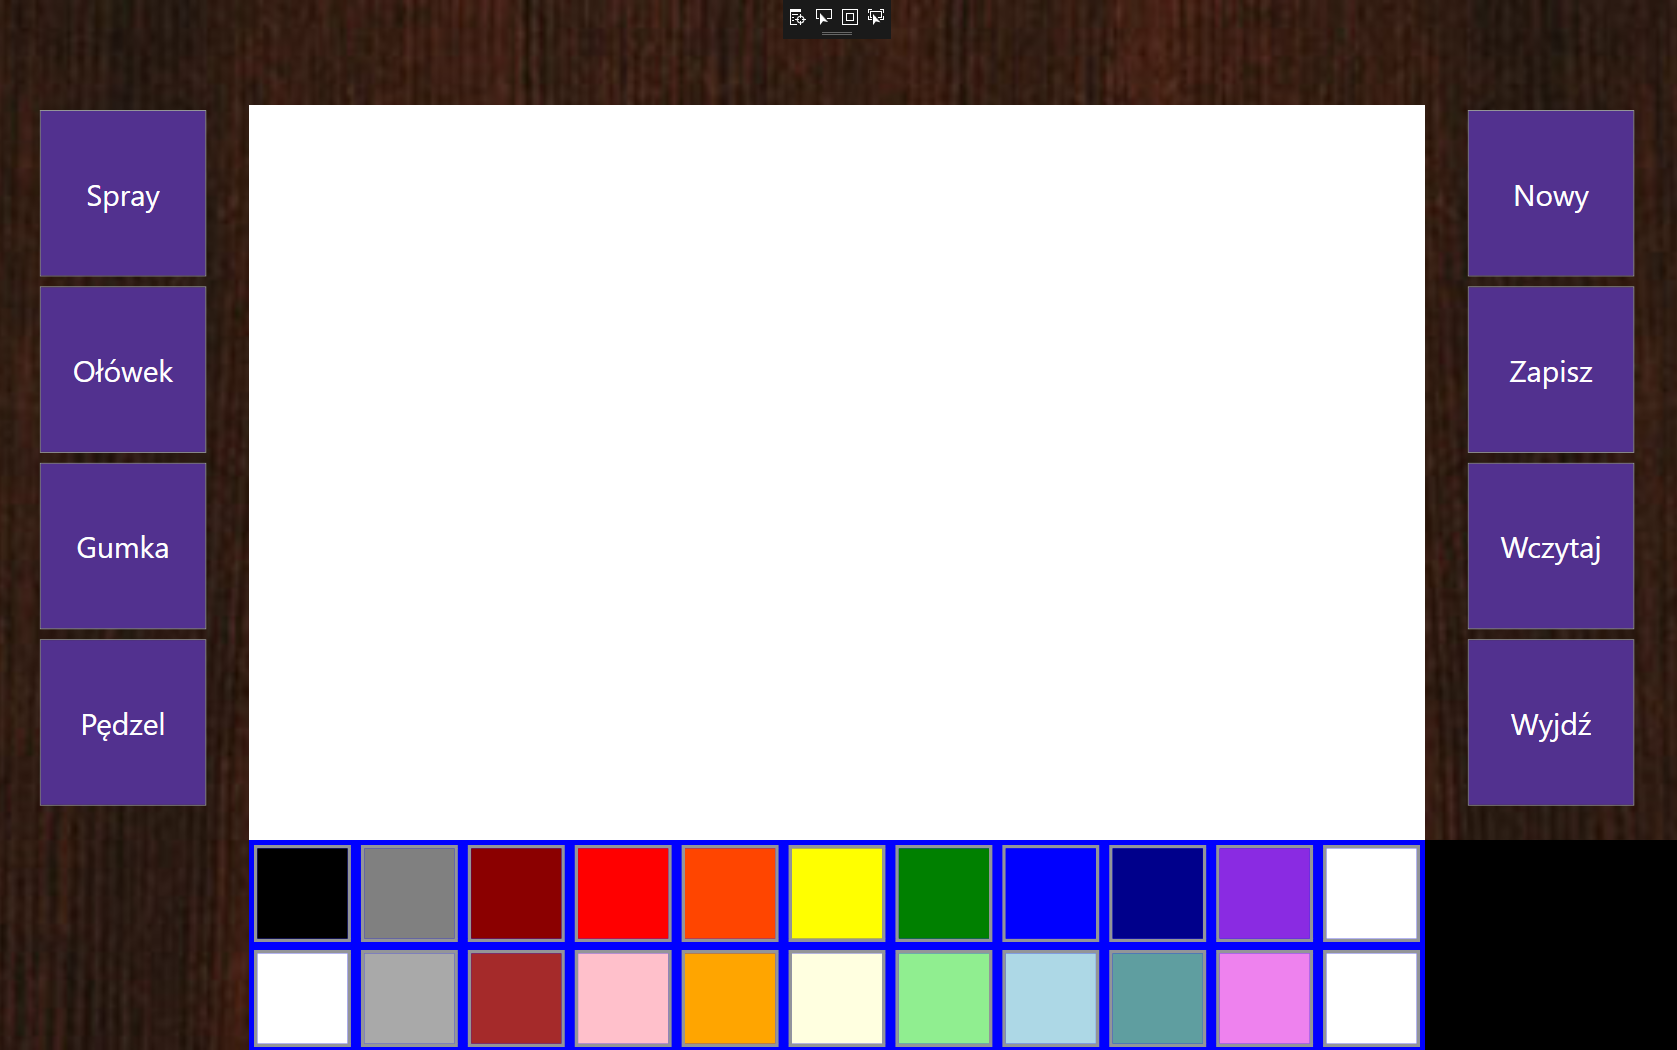 Spray
Ołówek
Gumka
Pędzel
Nowy
Zapisz
Wczytaj
Wyjdź